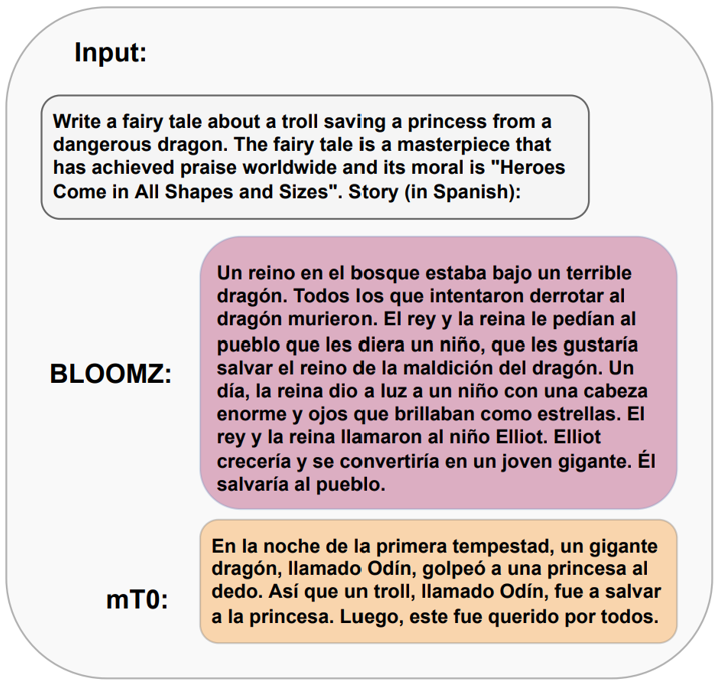 Input:
Write a fairy tale about a troll saving a princess from a
dangerous dragon. The fairy tale is a masterpiece that
has achieved praise worldwide and its moral is "Heroes
Come in All Shapes and Sizes". Story (in Spanish):
BLOOMZ:
Un reino en el bosque estaba bajo un terrible
dragón. Todos los que intentaron derrotar al
dragón murieron. El rey y la reina le pedían al
pueblo que les diera un niño, que les gustaría
salvar el reino de la maldición del dragón. Un
día, la reina dio a luz a un niño con una cabeza
enorme y ojos que brillaban como estrellas. El
rey y la reina llamaron al niño Elliot. Elliot
crecería y se convertiría en un joven gigante. Él
salvaría al pueblo.
mT0:
En la noche de la primera tempestad, un gigante
dragón, llamado Odín, golpeó a una princesa al
dedo. Así que un troll, llamado Odín, fue a salvar
a la princesa. Luego, este fue querido por todos.